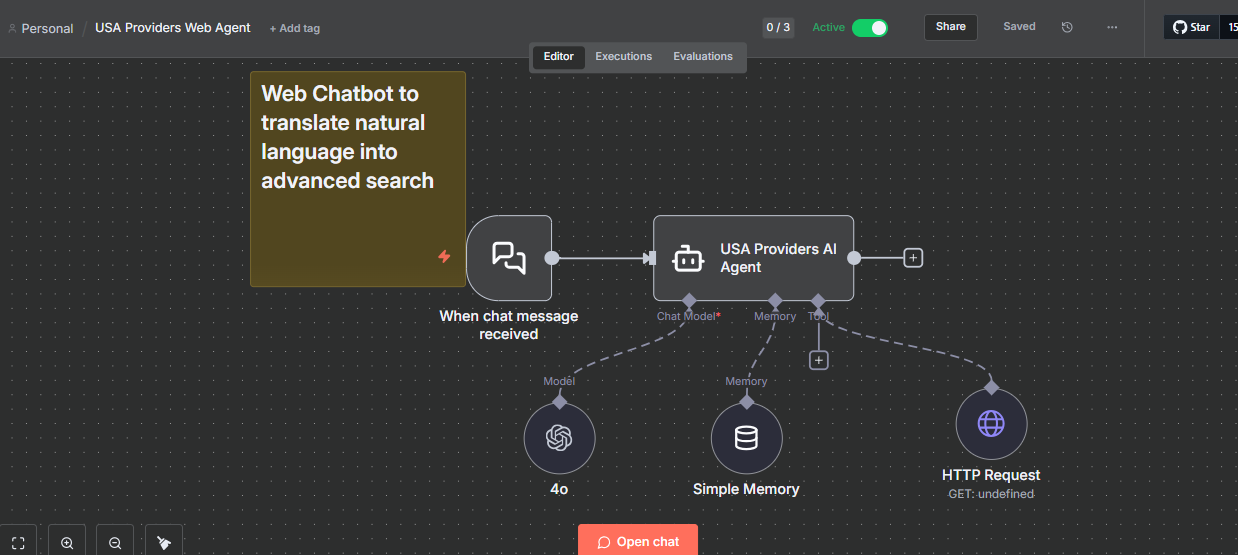 Personal / USA Providers Web Agent + Add tag
0 / 3
Active
Share
Saved
...
Star
Editor
Executions
Evaluations
Web Chatbot to
translate natural
language into
advanced search
USA Providers AI
Agent
When chat message
received
Chat Model*
Memory
Tool
Model
Memory
4o
Simple Memory
HTTP Request
GET: undefined
Open chat